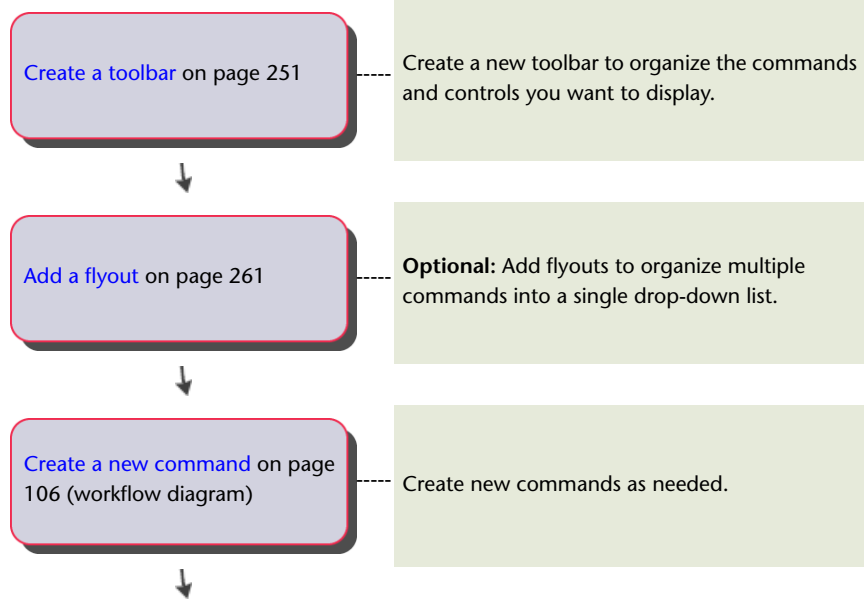 Create a toolbar on page 251
Create a new toolbar to organize the commands
and controls you want to display.
Add a flyout on page 261
Optional: Add flyouts to organize multiple
commands into a single drop-down list.
Create a new command on page
106 (workflow diagram)
Create new commands as needed.